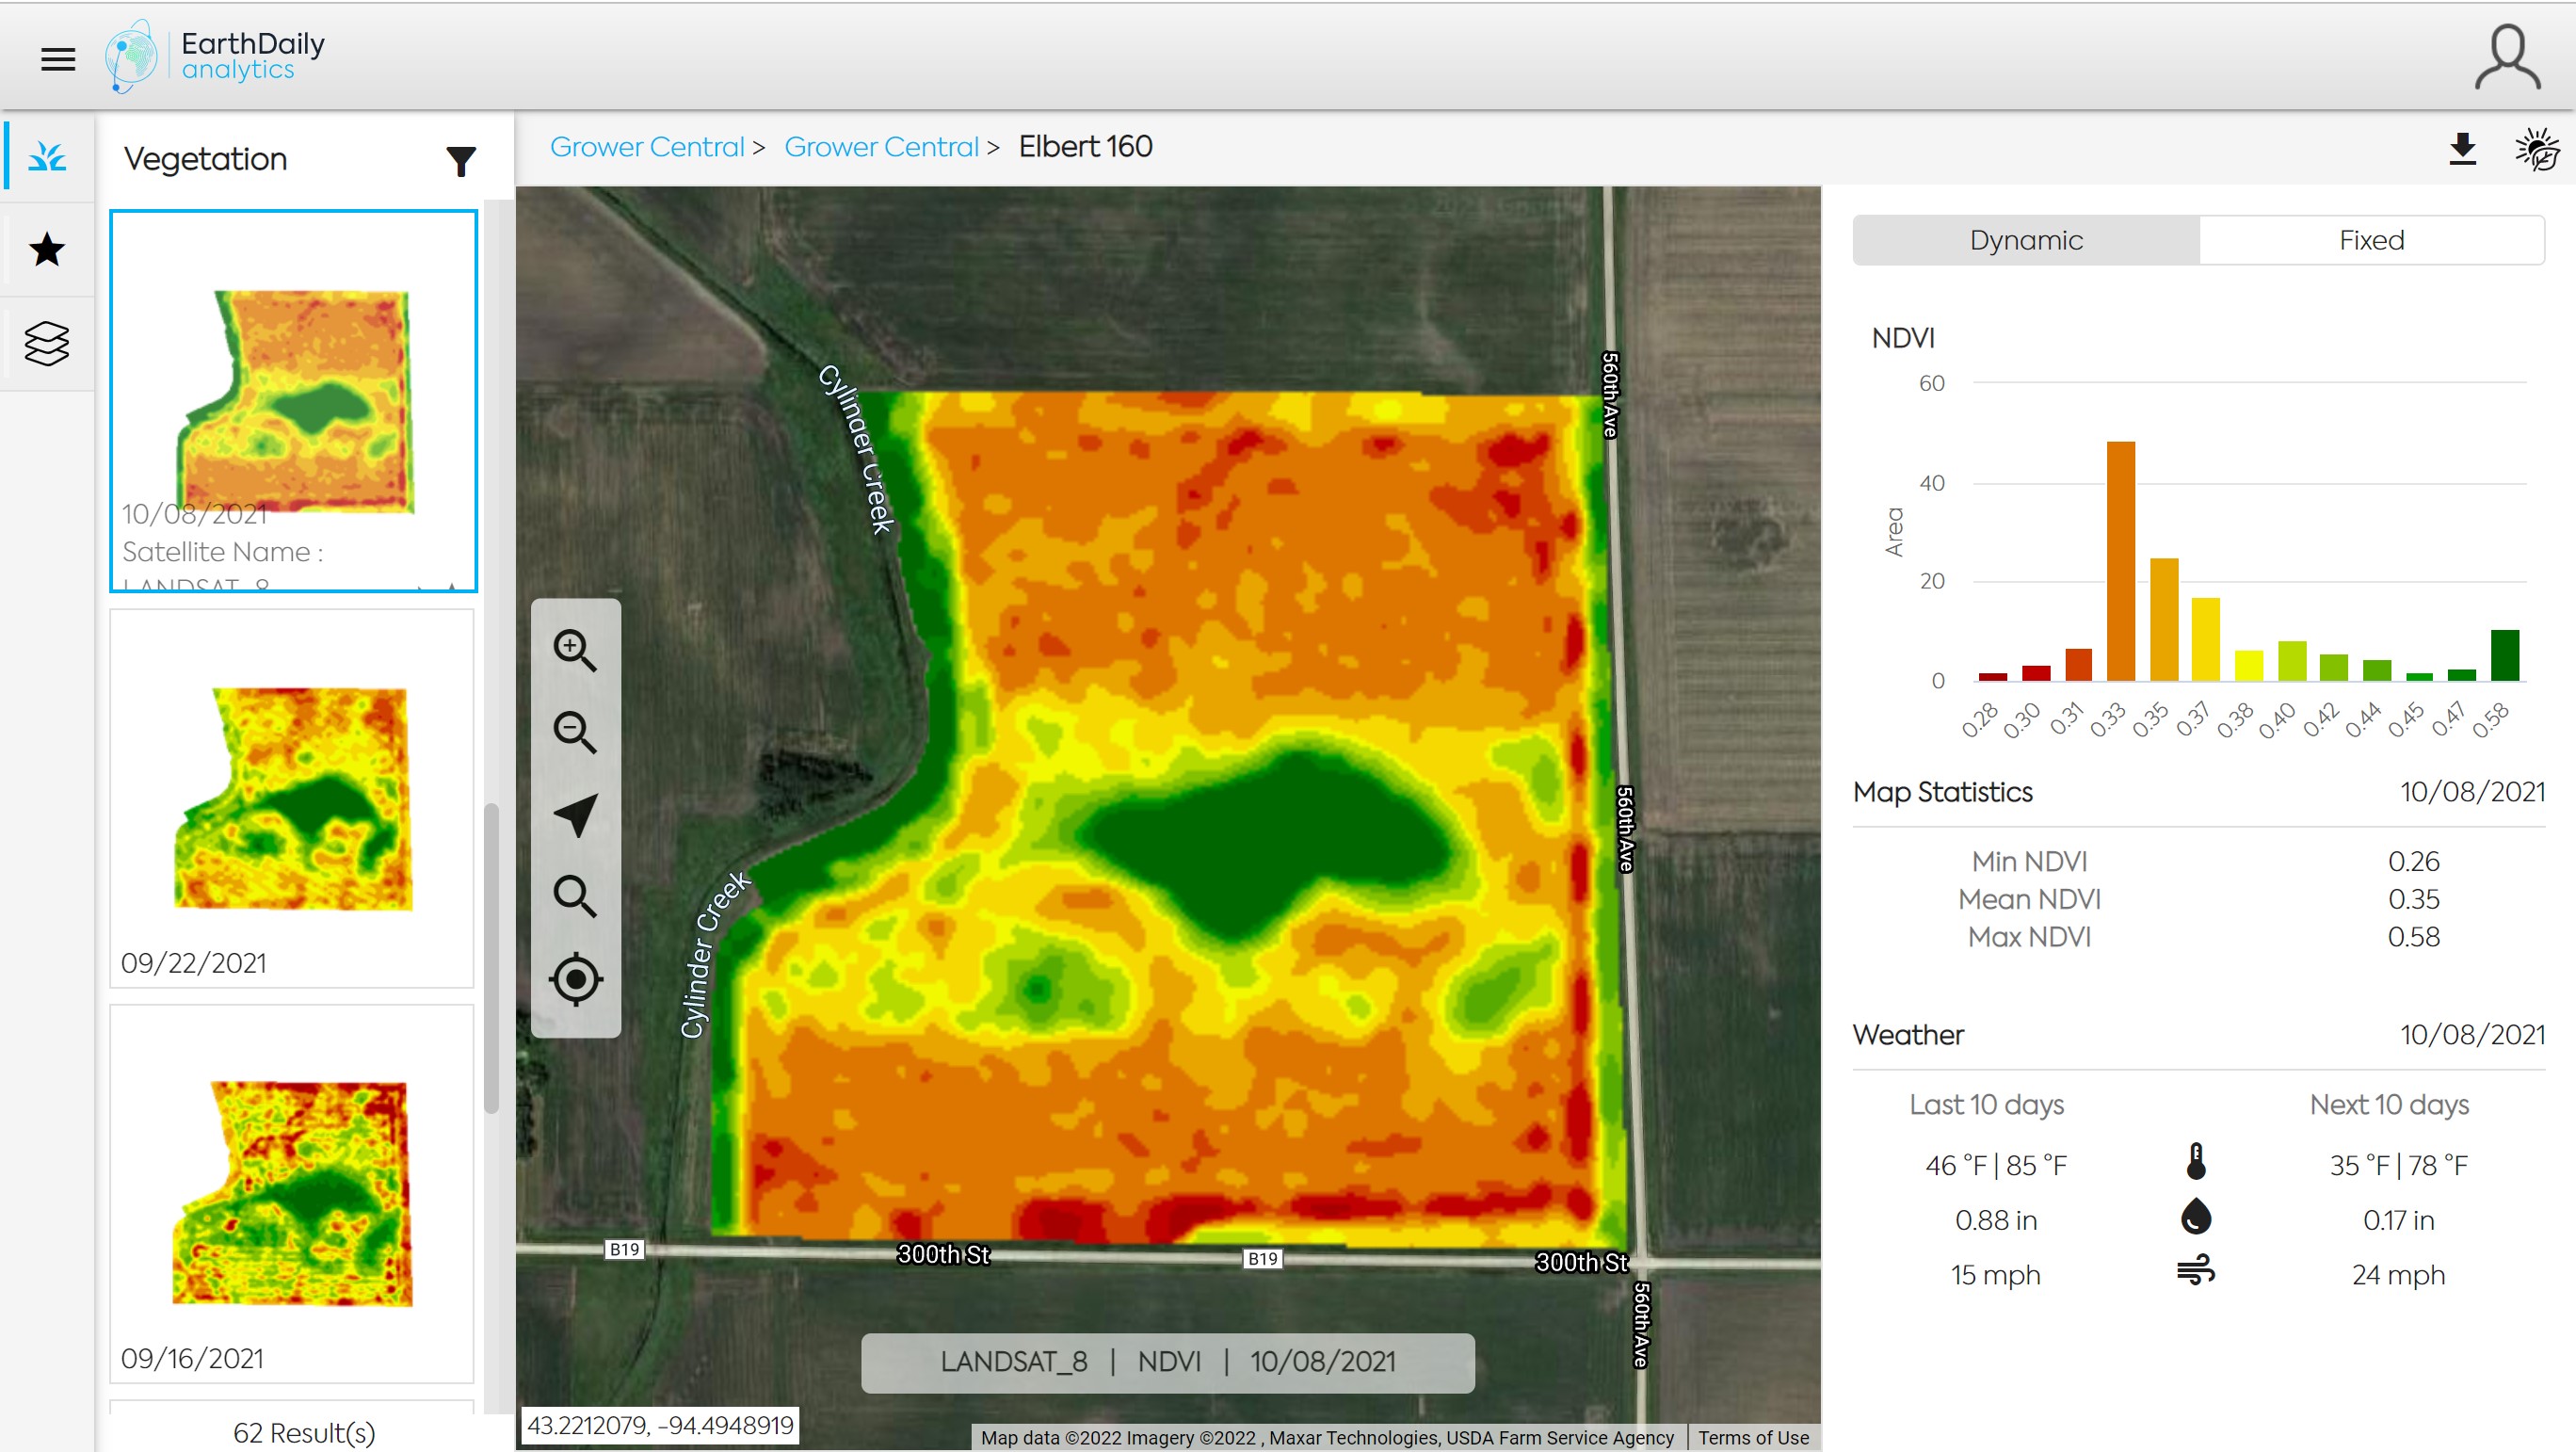 EarthDaily
analytics
Vegetation
Grower Central > Grower Central > Elbert 160
10/08/2021
Satellite Name :
LANDSAT_8
09/22/2021
09/16/2021
62 Result(s)
Cylinder Creek
Cylinder Creek
560th Ave
560th Ave
560th Ave
B19
300th St
B19
300th St
LANDSAT_8 | NDVI | 10/08/2021
43.2212079, -94.4948919
Map data ©2022 Imagery ©2022 , Maxar Technologies, USDA Farm Service Agency
Terms of Use
Dynamic
Fixed
NDVI
60
40
20
0
Area
0.28 0.30 0.31 0.33 0.35 0.37 0.38 0.40 0.42 0.44 0.45 0.47 0.58
Map Statistics 10/08/2021
Min NDVI 0.26
Mean NDVI 0.35
Max NDVI 0.58
Weather 10/08/2021
Last 10 days Next 10 days
46 °F | 85 °F 35 °F | 78 °F
0.88 in 0.17 in
15 mph 24 mph